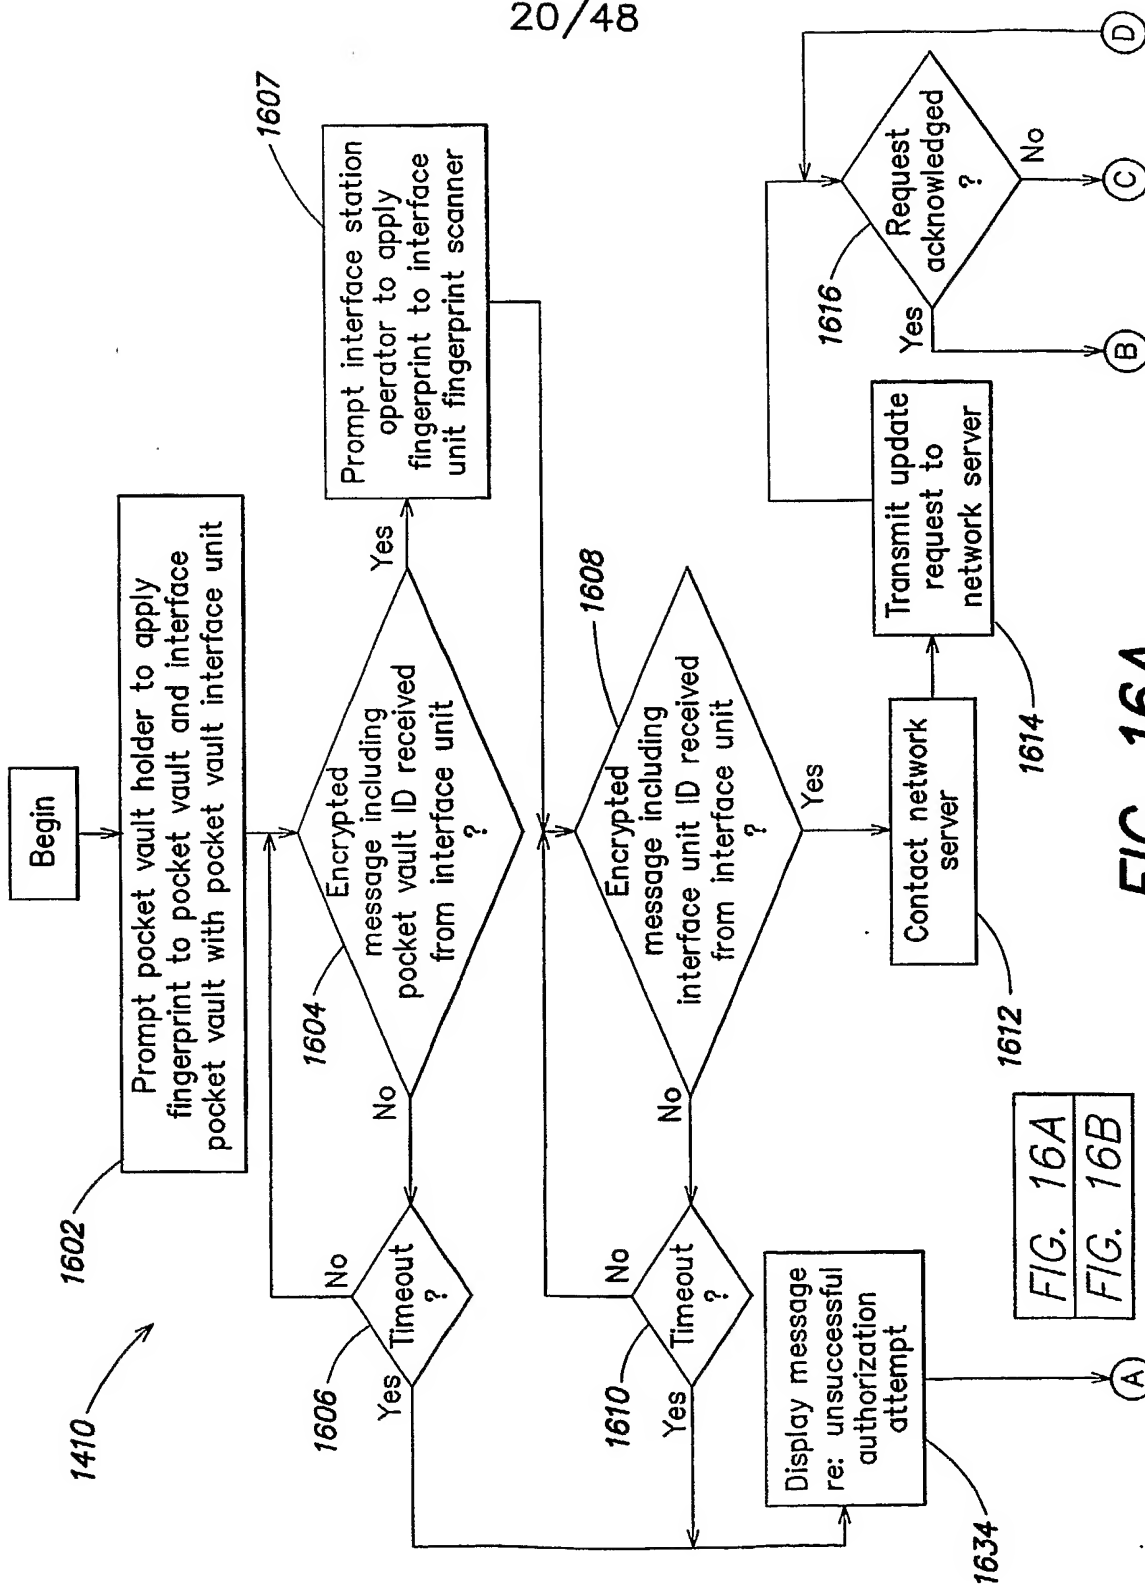 20/48
1410
Begin
1602
Prompt pocket vault holder to apply
fingerprint to pocket vault and interface
pocket vault with pocket vault interface unit
1604
Encrypted
message including
pocket vault ID received
from interface unit
?
Yes
No
1606
Timeout
?
No
Yes
1607
Prompt interface station
operator to apply
fingerprint to interface
unit fingerprint scanner
1608
Encrypted
message including
interface unit ID received
from interface unit
?
No
Yes
1610
Timeout
?
No
Yes
1634
Display message
re: unsuccessful
authorization
attempt
A
1612
Contact network
server
1614
Transmit update
request to
network server
1616
Request
acknowledged
?
Yes
No
B
C
D
FIG. 16A
FIG. 16B
FIG. 16A